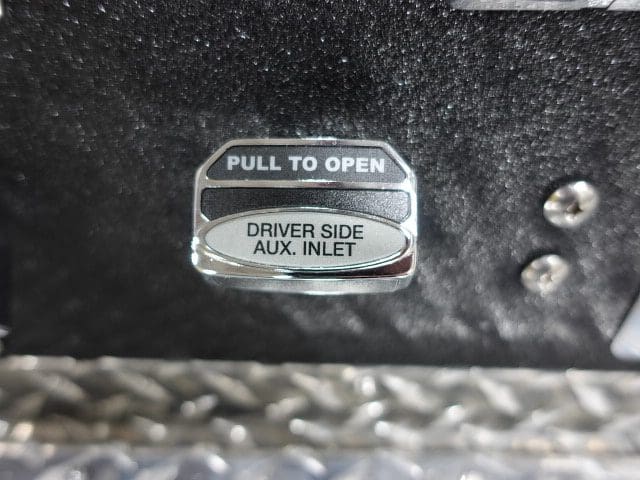 PULL TO OPEN
DRIVER SIDE
AUX. INLET